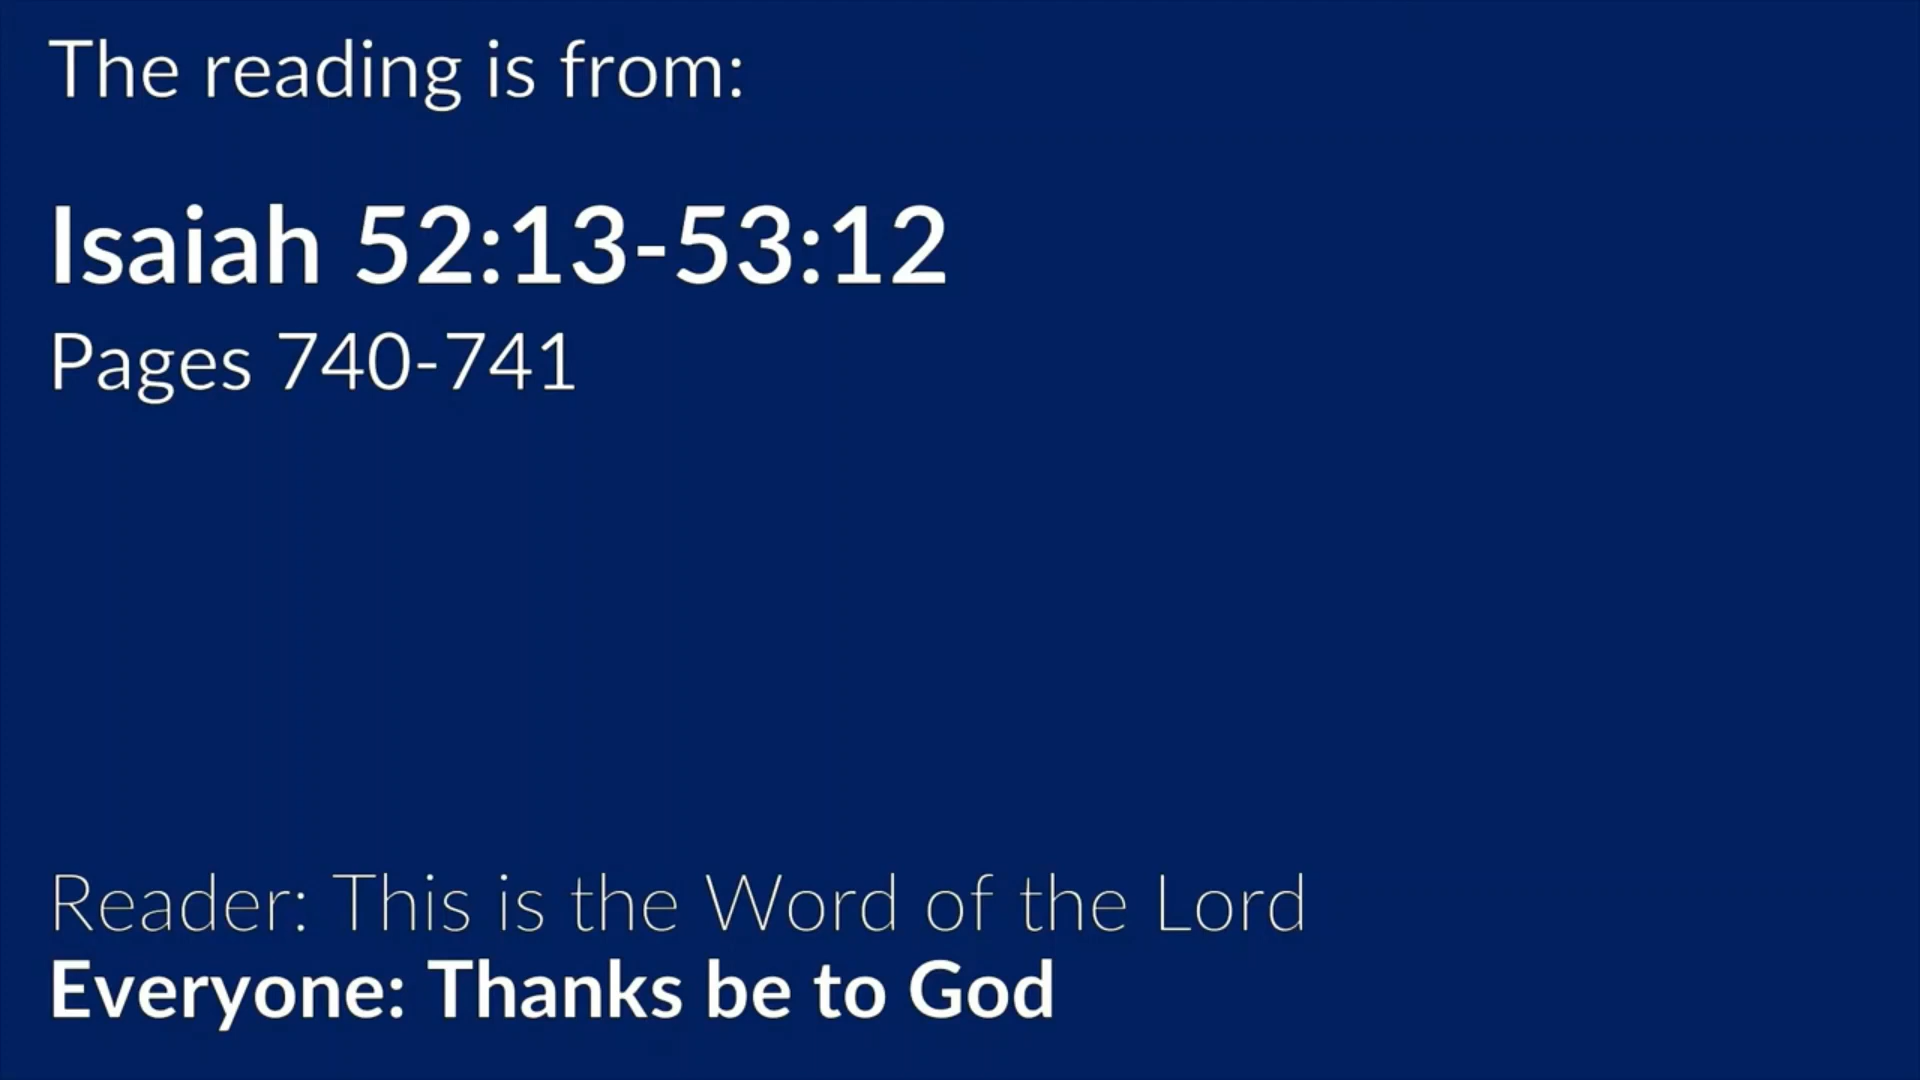 The reading is from:
Isaiah 52:13-53:12
Pages 740-741
Reader: This is the Word of the Lord
Everyone: Thanks be to God